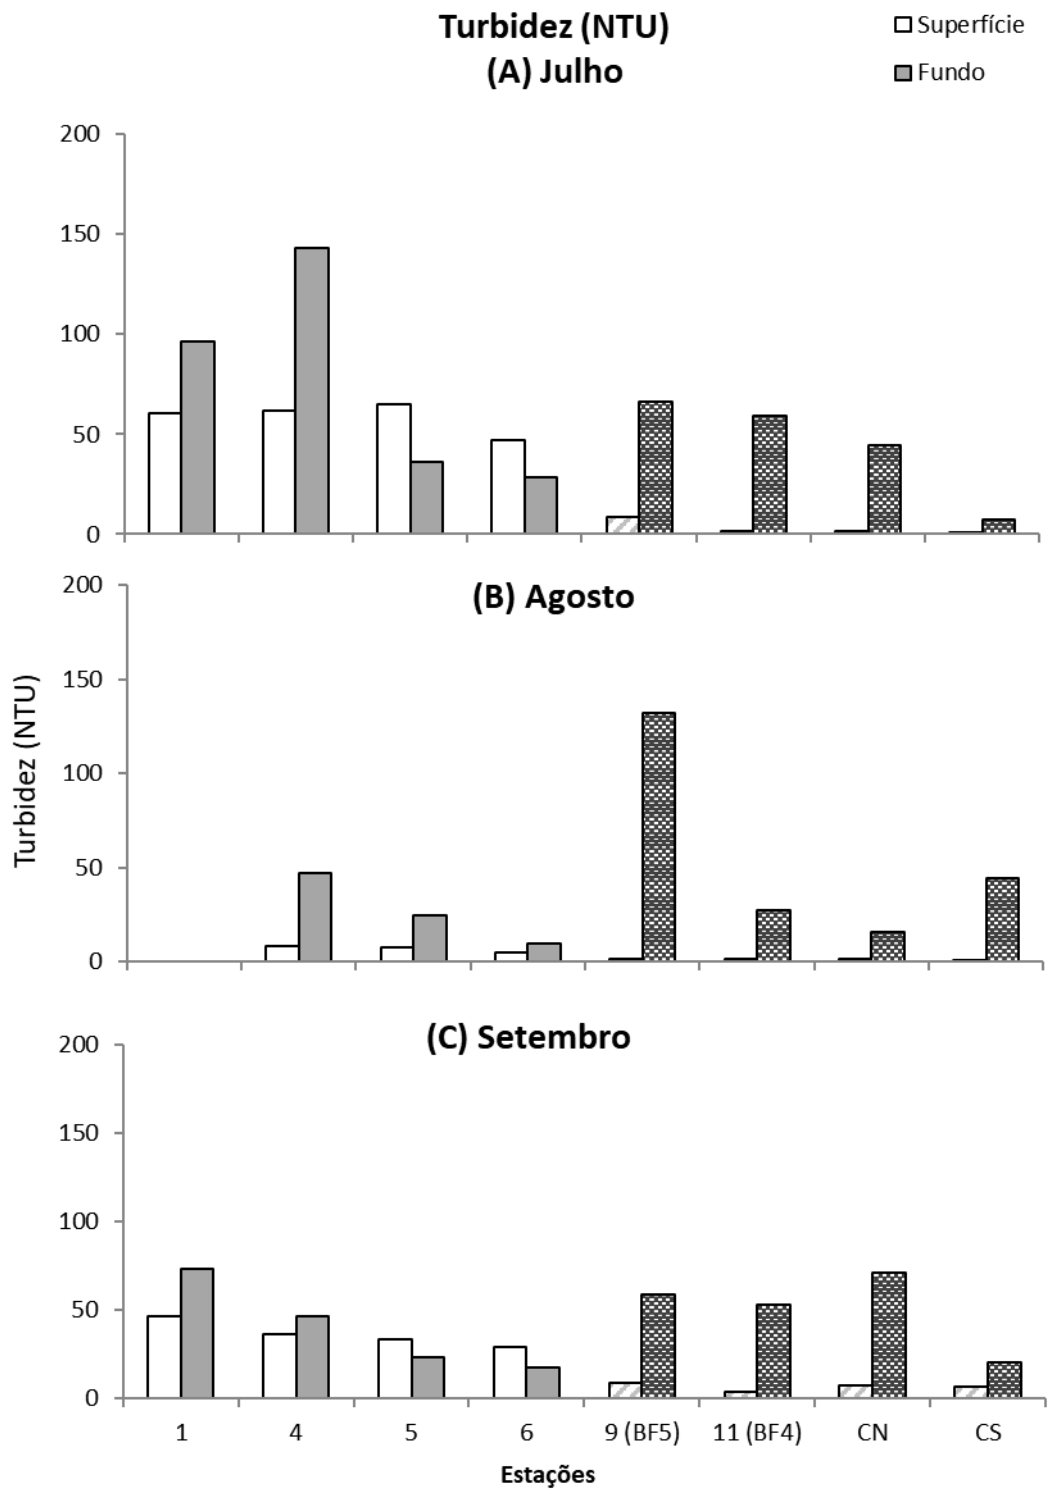 Turbidez (NTU)
(A) Julho
Superfície
Fundo
200
150
100
50
0
(B) Agosto
200
150
100
50
0
Turbidez (NTU)
(C) Setembro
200
150
100
50
0
1 4 5 6 9 (BF5) 11 (BF4) CN CS
Estações